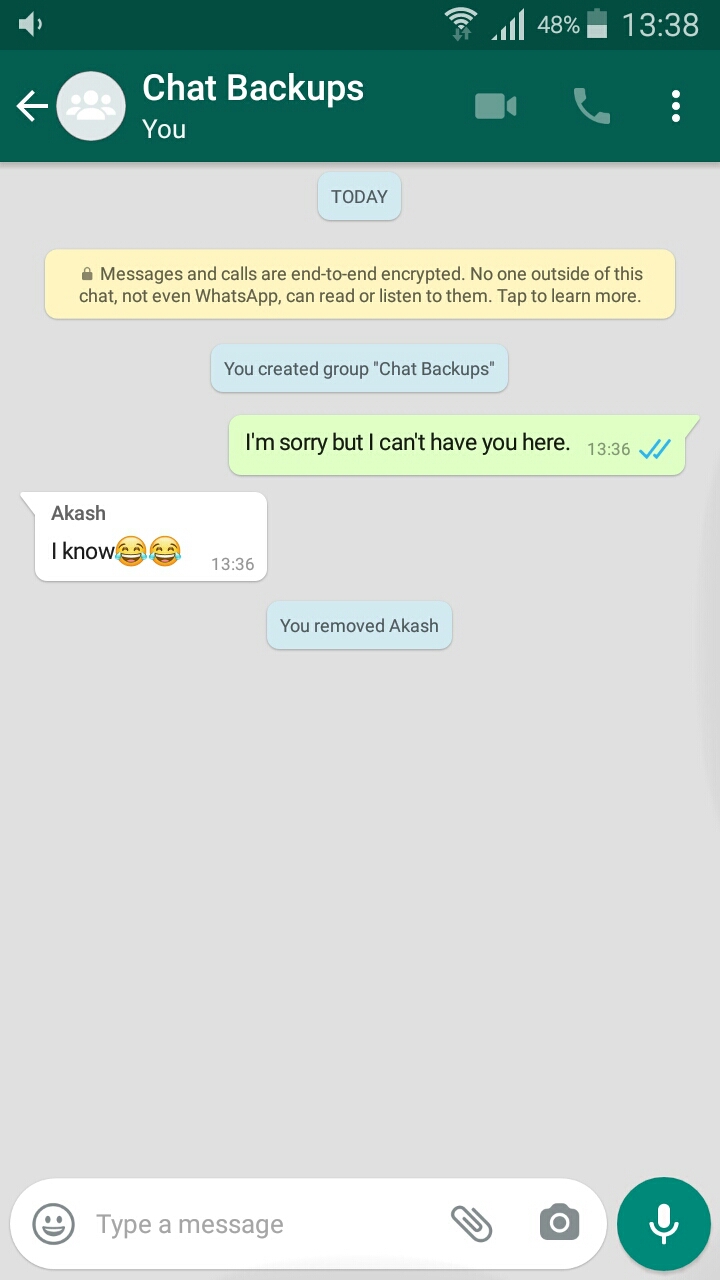 48% 13:38
Chat Backups
You
TODAY
Messages and calls are end-to-end encrypted. No one outside of this
chat, not even WhatsApp, can read or listen to them. Tap to learn more.
You created group "Chat Backups"
I'm sorry but I can't have you here. 13:36
Akash
I know😂😂 13:36
You removed Akash
Type a message